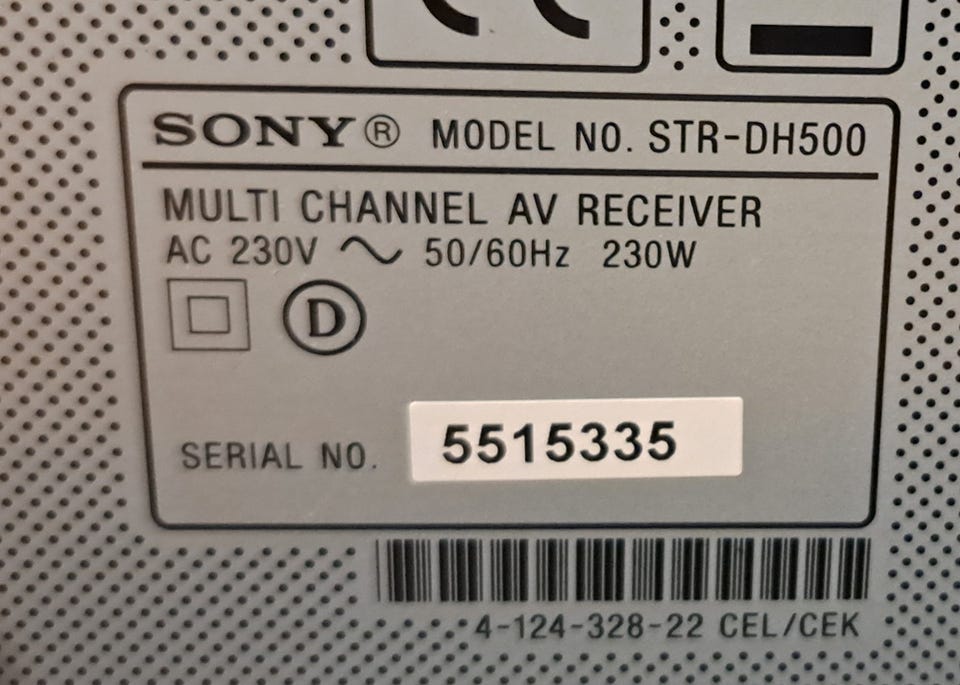 SONY® MODEL NO. STR-DH500
MULTI CHANNEL AV RECEIVER
AC 230V ~ 50/60Hz 230W
D
SERIAL NO. 5515335
4-124-328-22 CEL/CEK